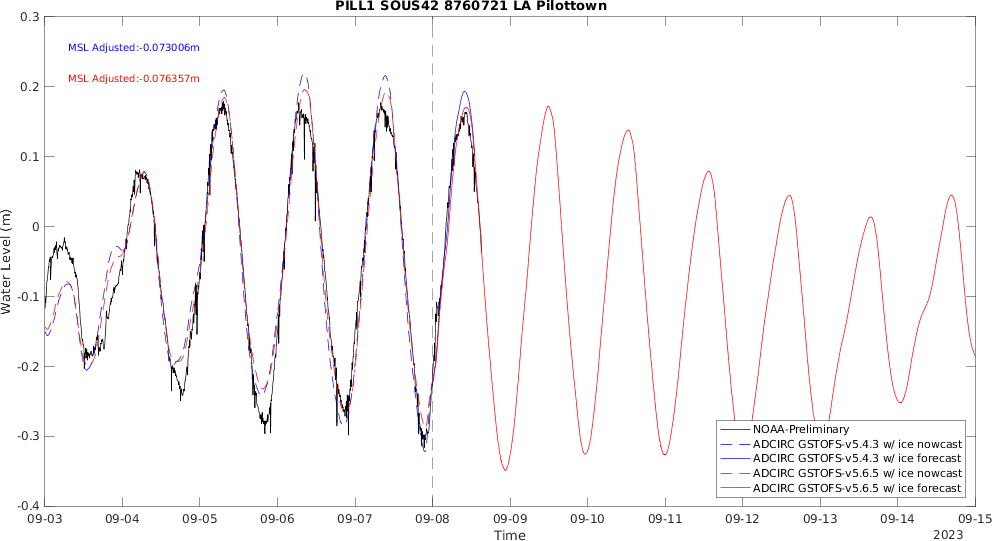 PILL1 SOUS42 8760721 LA Pilottown
MSL Adjusted:-0.073006m
MSL Adjusted:-0.076357m
0.3
0.2
0.1
0
-0.1
-0.2
-0.3
-0.4
Water Level (m)
NOAA-Preliminary
ADCIRC GSTOFS-v5.4.3 w/ ice nowcast
ADCIRC GSTOFS-v5.4.3 w/ ice forecast
ADCIRC GSTOFS-v5.6.5 w/ ice nowcast
ADCIRC GSTOFS-v5.6.5 w/ ice forecast
09-03 09-04 09-05 09-06 09-07 09-08 09-09 09-10 09-11 09-12 09-13 09-14 09-15
Time
2023